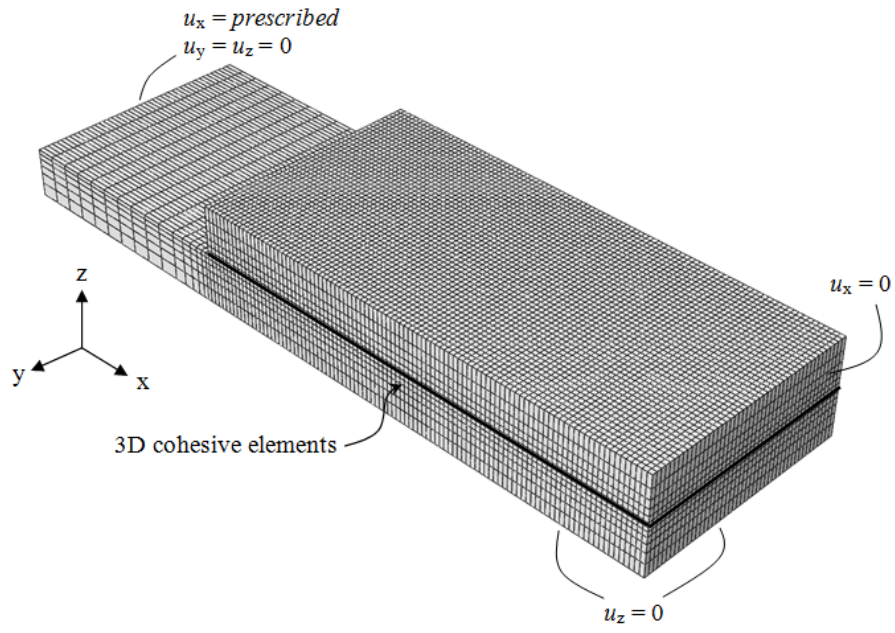 u_x = prescribed
u_y = u_z = 0
u_x = 0
z
y
x
3D cohesive elements
u_z = 0